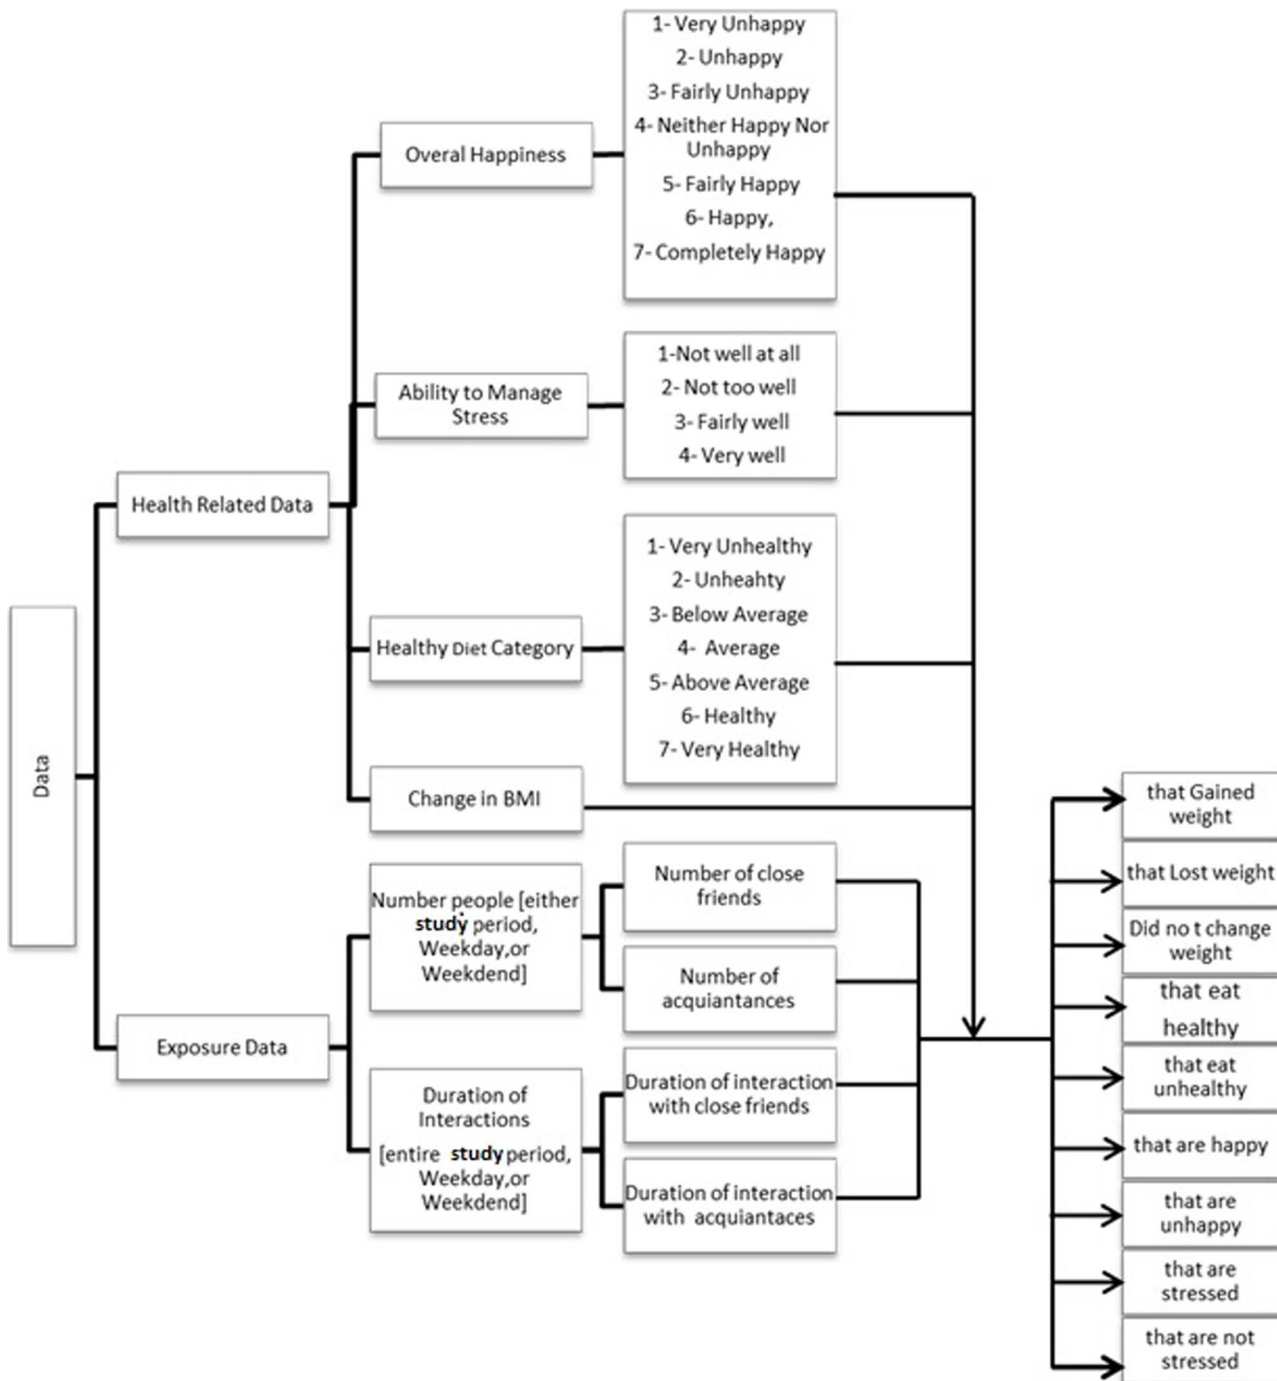 Data
Health Related Data
Exposure Data
Overal Happiness
Ability to Manage
Stress
Healthy Diet Category
Change in BMI
Number people [either
study period,
Weekday,or
Weekdend]
Duration of
Interactions
[entire study period,
Weekday,or
Weekdend]
1- Very Unhappy
2- Unhappy
3- Fairly Unhappy
4- Neither Happy Nor
Unhappy
5- Fairly Happy
6- Happy,
7- Completely Happy
1-Not well at all
2- Not too well
3- Fairly well
4- Very well
1- Very Unhealthy
2- Unheahty
3- Below Average
4- Average
5- Above Average
6- Healthy
7- Very Healthy
Number of close
friends
Number of
acquiantances
Duration of interaction
with close friends
Duration of interaction
with acquiantaces
that Gained
weight
that Lost weight
Did no t change
weight
that eat
healthy
that eat
unhealthy
that are happy
that are
unhappy
that are
stressed
that are not
stressed